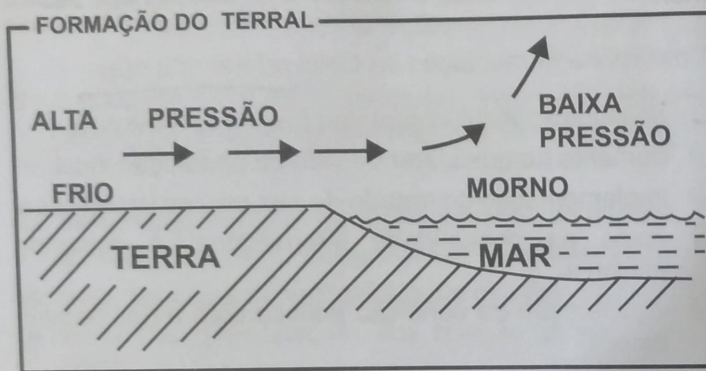 FORMAÇÃO DO TERRAL
ALTA PRESSÃO
BAIXA
PRESSÃO
FRIO
MORNO
TERRA
MAR